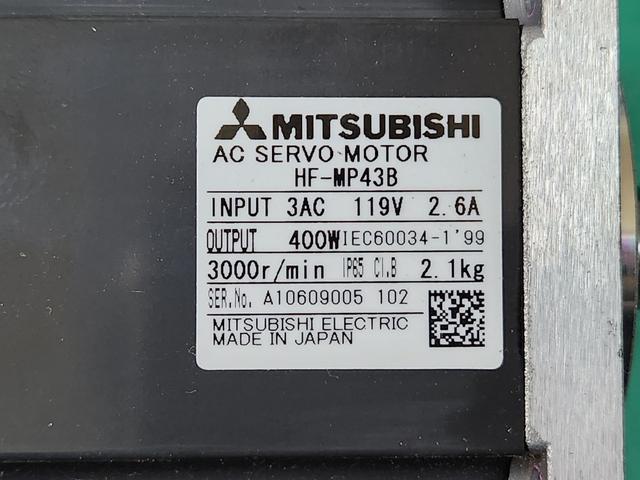 MITSUBISHI
AC SERVO MOTOR
HF-MP43B
INPUT 3AC 119V 2.6A
OUTPUT 400W IEC60034-1'99
3000r/min IP65 Cl.B 2.1kg
SER.No. A10609005 102
MITSUBISHI ELECTRIC
MADE IN JAPAN